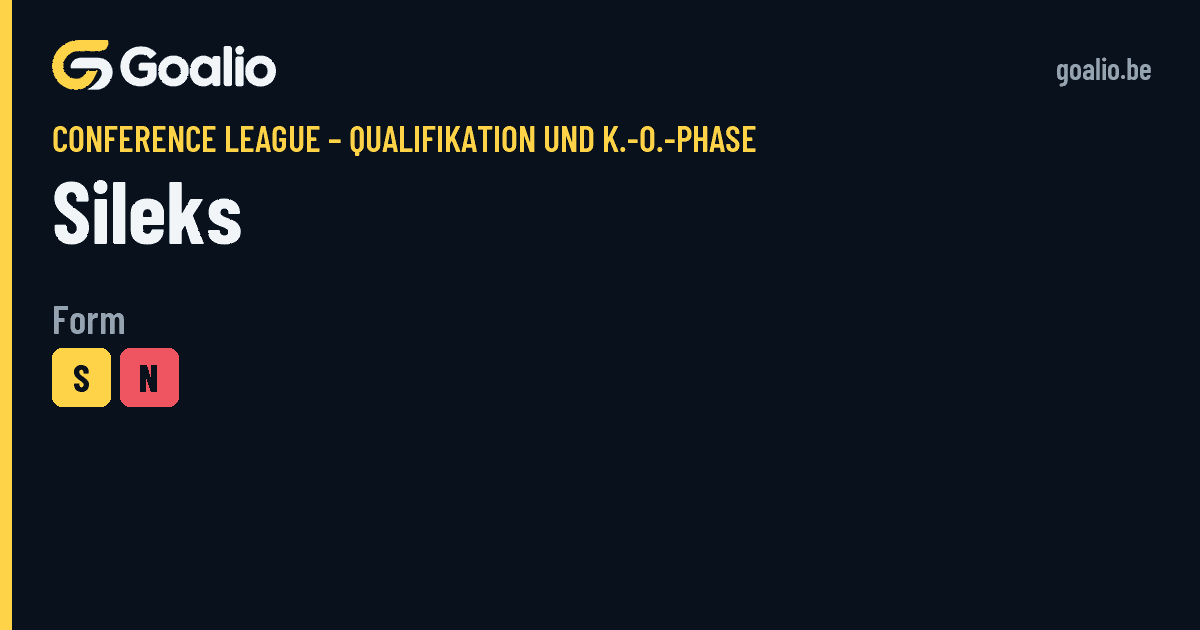 Goalio
goalio.be
CONFERENCE LEAGUE – QUALIFIKATION UND K.-O.-PHASE
Sileks
Form
S N